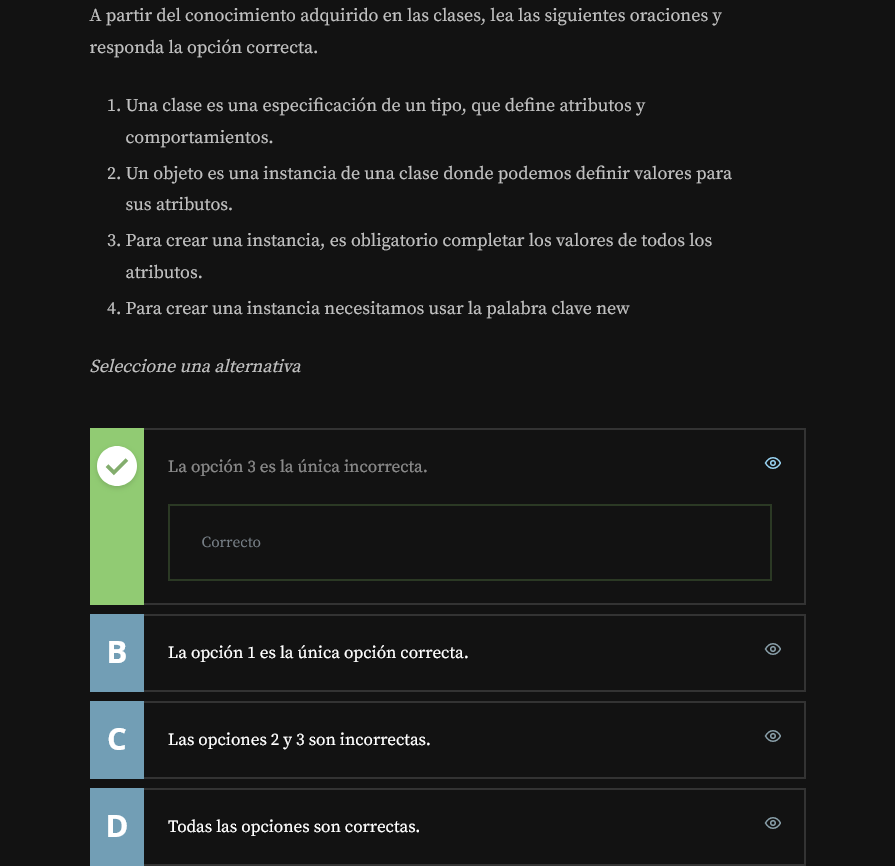 A partir del conocimiento adquirido en las clases, lea las siguientes oraciones y
responda la opción correcta.
1. Una clase es una especificación de un tipo, que define atributos y
comportamientos.
2. Un objeto es una instancia de una clase donde podemos definir valores para
sus atributos.
3. Para crear una instancia, es obligatorio completar los valores de todos los
atributos.
4. Para crear una instancia necesitamos usar la palabra clave new
Seleccione una alternativa
La opción 3 es la única incorrecta.
Correcto
B La opción 1 es la única opción correcta.
C Las opciones 2 y 3 son incorrectas.
D Todas las opciones son correctas.